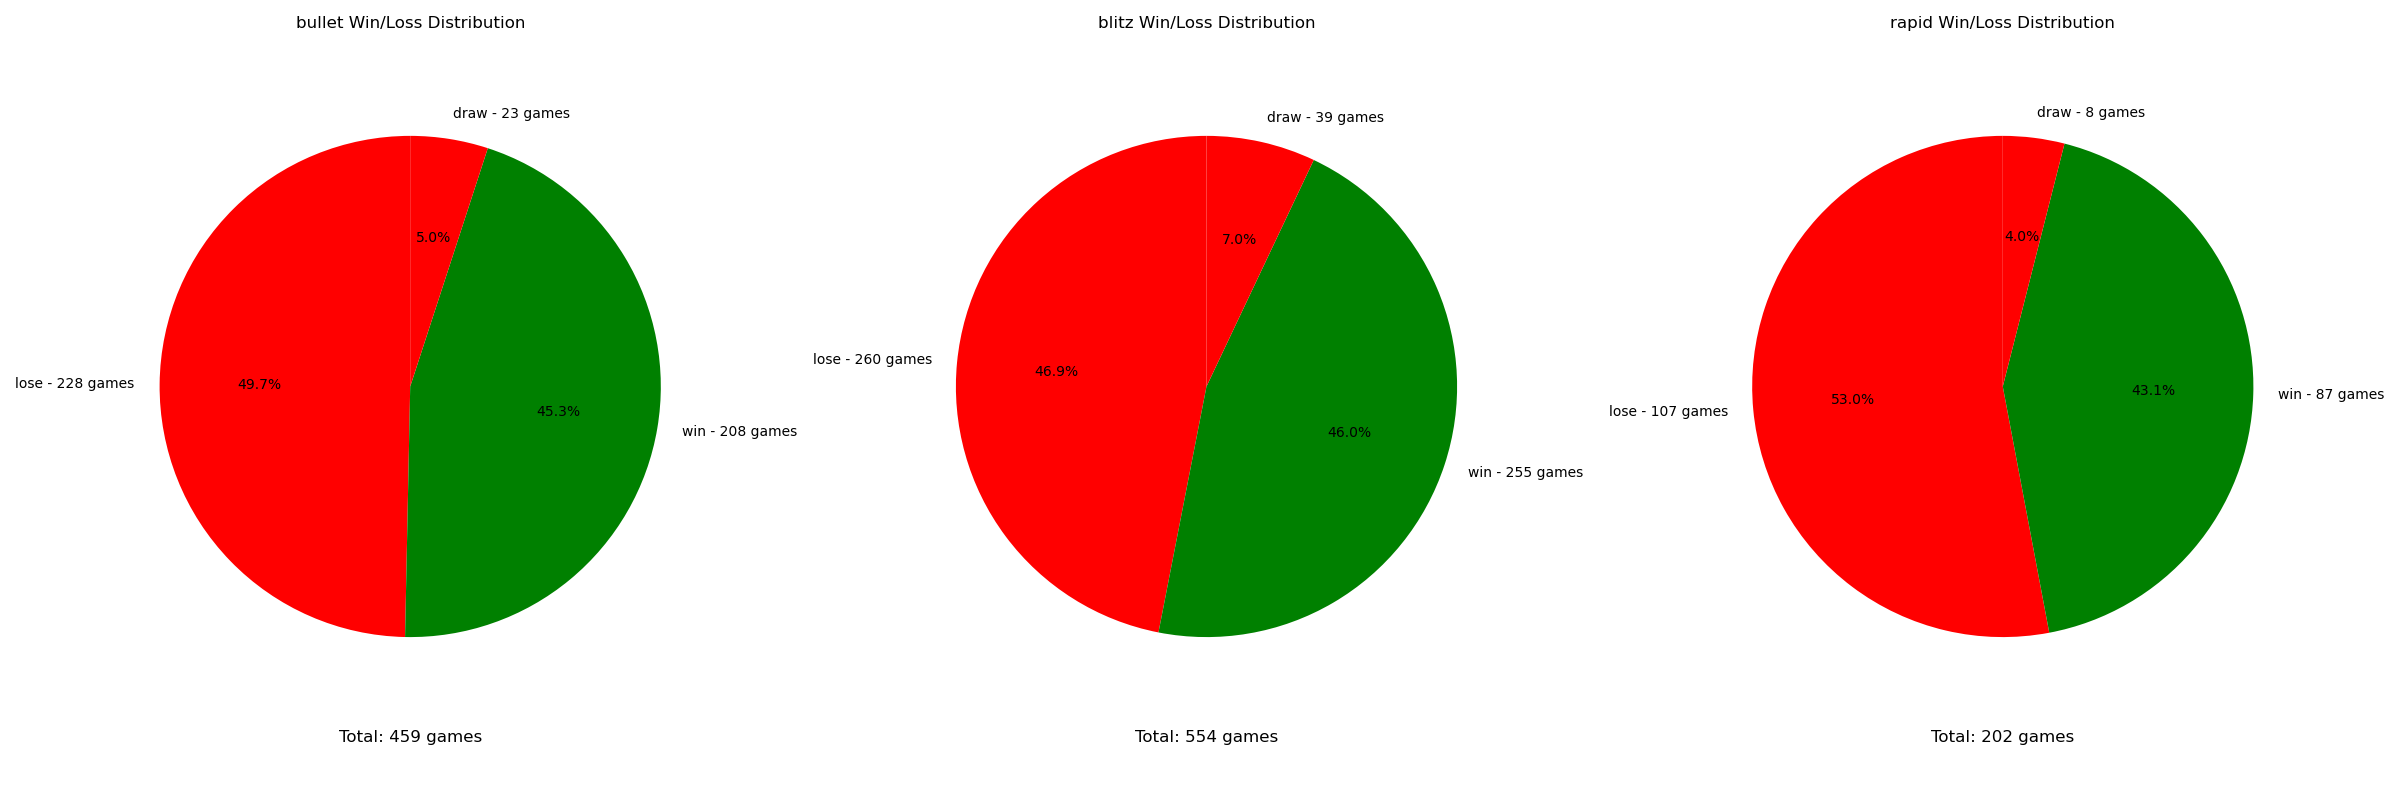 bullet Win/Loss Distribution
draw - 23 games
5.0%
lose - 228 games
49.7%
45.3%
win - 208 games
Total: 459 games
blitz Win/Loss Distribution
draw - 39 games
7.0%
lose - 260 games
46.9%
46.0%
win - 255 games
Total: 554 games
rapid Win/Loss Distribution
draw - 8 games
4.0%
lose - 107 games
53.0%
43.1%
win - 87 games
Total: 202 games